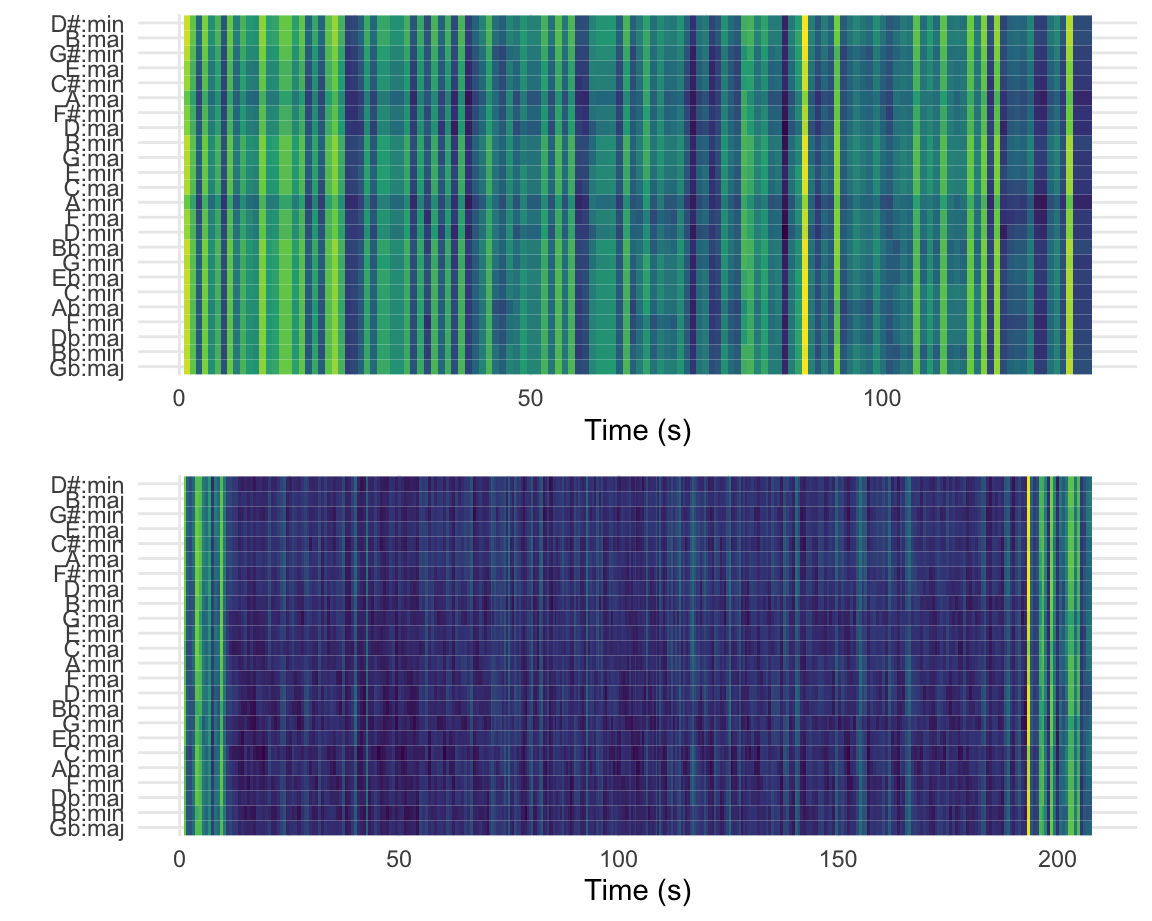 D#:min
B:maj
G#:min
E:maj
C#:min
A:maj
F#:min
D:maj
B:min
G:maj
E:min
C:maj
A:min
F:maj
D:min
Bb:maj
G:min
Eb:maj
C:min
Ab:maj
F:min
Db:maj
Bb:min
Gb:maj
0 50 100
Time (s)
D#:min
B:maj
G#:min
E:maj
C#:min
A:maj
F#:min
D:maj
B:min
G:maj
E:min
C:maj
A:min
F:maj
D:min
Bb:maj
G:min
Eb:maj
C:min
Ab:maj
F:min
Db:maj
Bb:min
Gb:maj
0 50 100 150 200
Time (s)